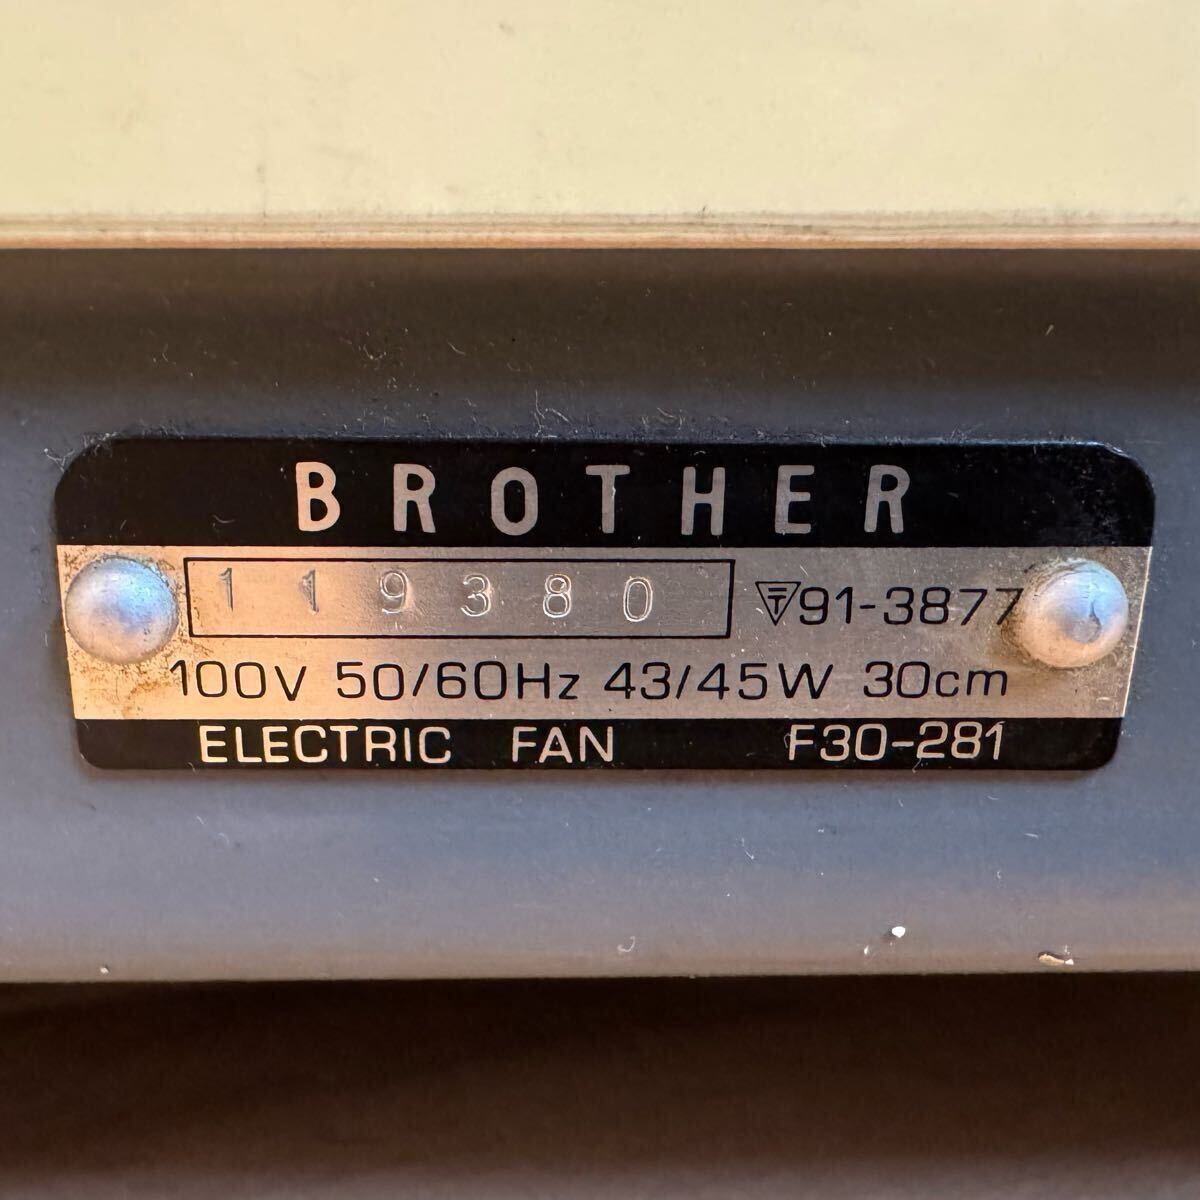 BROTHER
119380
〒91-3877
100V 50/60Hz 43/45W 30cm
ELECTRIC FAN F30-281